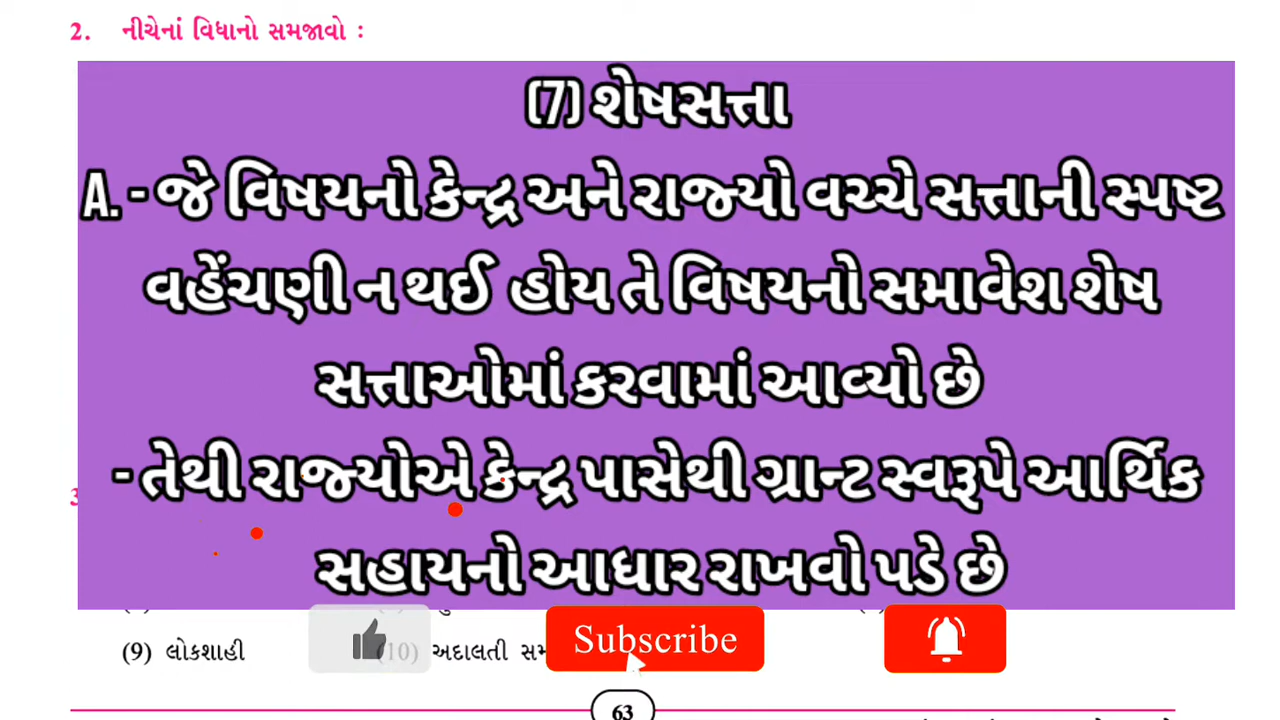 2. નીચેનાં વિધાનો સમજાવો :
(7) શેષસત્તા
A. - જે વિષયનો કેન્દ્ર અને રાજ્યો વચ્ચે સત્તાની સ્પષ્ટ
વહેંચણી ન થઈ હોય તે વિષયનો સમાવેશ શેષ
સત્તાઓમાં કરવામાં આવ્યો છે
- તેથી રાજ્યોએ કેન્દ્ર પાસેથી ગ્રાન્ટ સ્વરૂપે આર્થિક
સહાયનો આધાર રાખવો પડે છે
(9) લોકશાહી (10) અદાલતી
Subscribe
63